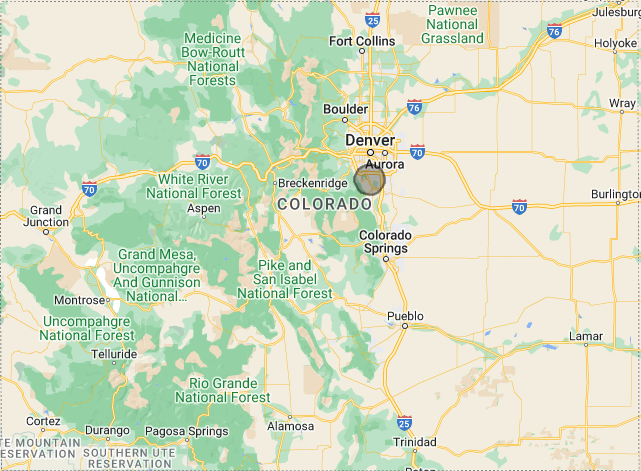 25
Pawnee
National
Grassland
Julesburg
76
Fort Collins
Holyoke
Medicine
Bow-Routt
National
Forests
Boulder
76
Wray
Denver
70
70
Aurora
White River
National Forest
Breckenridge
70
Burlington
70
Aspen
COLORADO
Grand
Junction
Colorado
Springs
Grand Mesa,
Uncompahgre
And Gunnison
National...
Pike and
San Isabel
National Forest
Montrose
Pueblo
Uncompahgre
National Forest
Lamar
Telluride
Rio Grande
National Forest
Cortez
Durango
Pagosa Springs
Alamosa
25
TE MOUNTAIN
RESERVATION
SOUTHERN UTE
RESERVATION
Trinidad